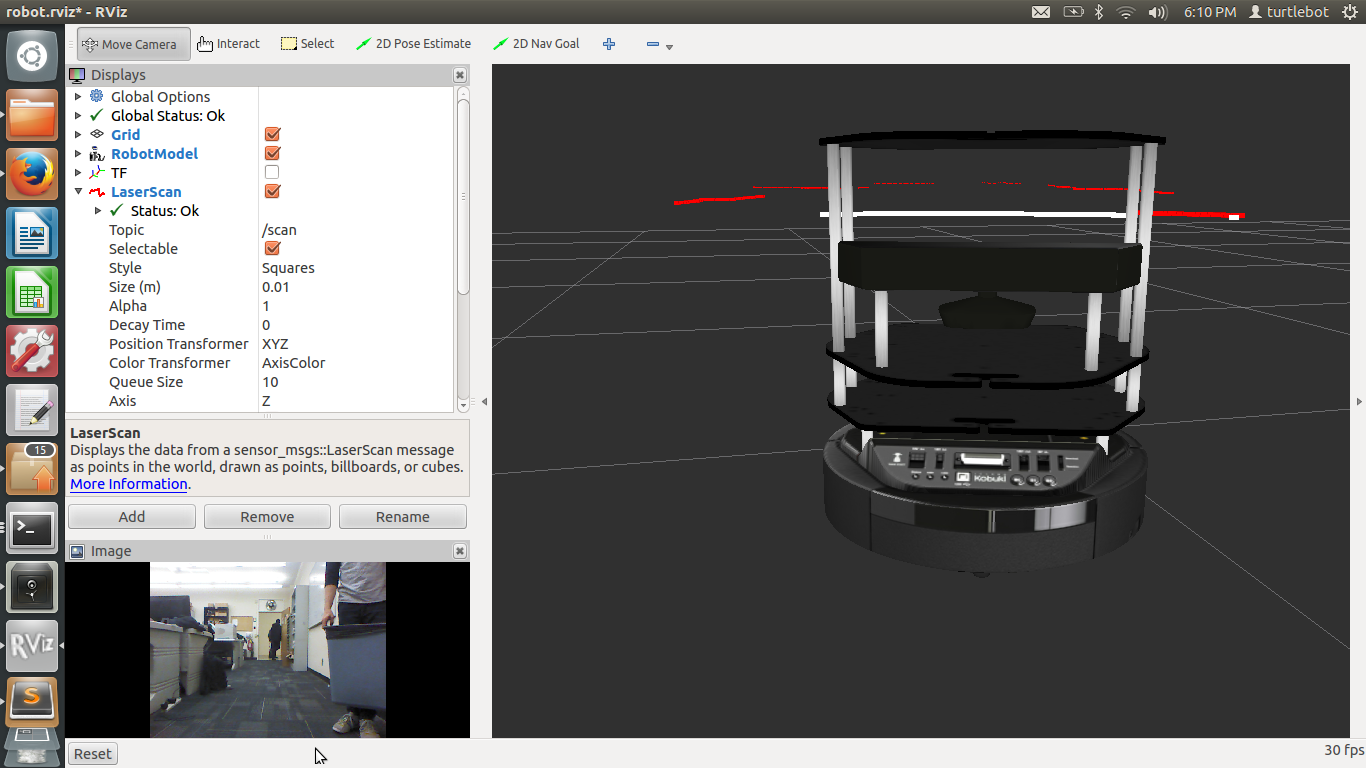 robot.rviz* - RViz
6:10 PM turtlebot
Move Camera Interact Select 2D Pose Estimate 2D Nav Goal
Displays
Global Options
Global Status: Ok
Grid
RobotModel
TF
LaserScan
Status: Ok
Topic /scan
Selectable
Style Squares
Size (m) 0.01
Alpha 1
Decay Time 0
Position Transformer XYZ
Color Transformer AxisColor
Queue Size 10
Axis Z
LaserScan
Displays the data from a sensor_msgs::LaserScan message
as points in the world, drawn as points, billboards, or cubes.
More Information.
Add Remove Rename
Image
Reset
30 fps
15
RViz
S
Kobuki